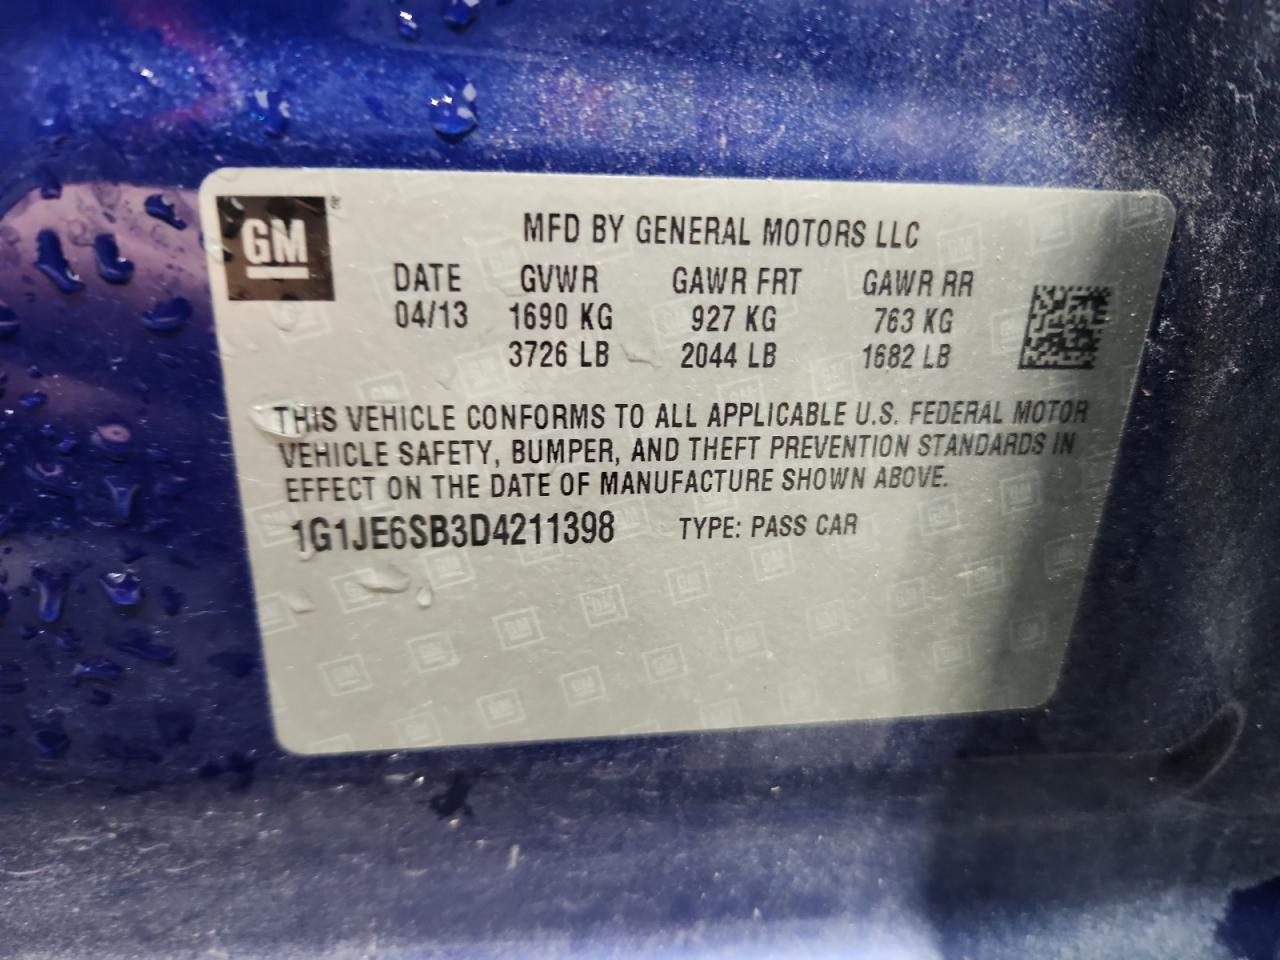 GM
MFD BY GENERAL MOTORS LLC
DATE GVWR GAWR FRT GAWR RR
04/13 1690 KG 927 KG 763 KG
3726 LB 2044 LB 1682 LB
THIS VEHICLE CONFORMS TO ALL APPLICABLE U.S. FEDERAL MOTOR
VEHICLE SAFETY, BUMPER, AND THEFT PREVENTION STANDARDS IN
EFFECT ON THE DATE OF MANUFACTURE SHOWN ABOVE.
1G1JE6SB3D4211398 TYPE: PASS CAR